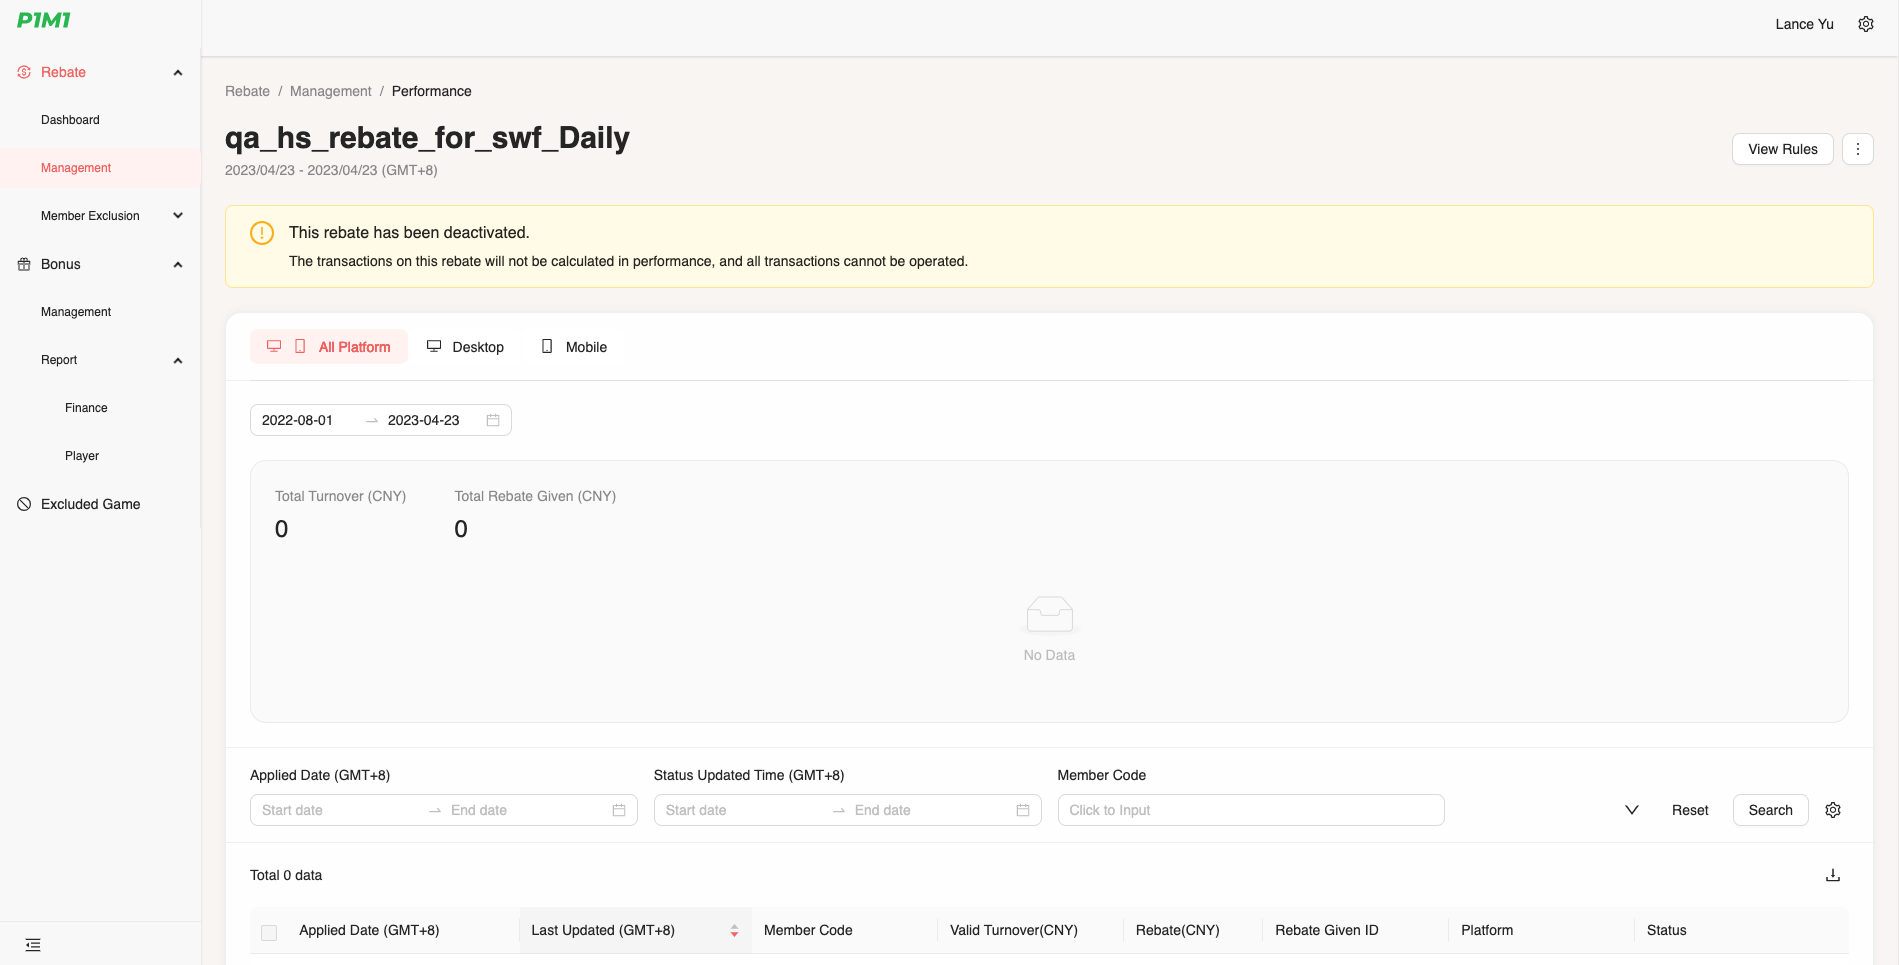 P1M1
Lance Yu
Rebate
Dashboard
Management
Member Exclusion
Bonus
Management
Report
Finance
Player
Excluded Game
Rebate / Management / Performance
qa_hs_rebate_for_swf_Daily
2023/04/23 - 2023/04/23 (GMT+8)
View Rules
This rebate has been deactivated.
The transactions on this rebate will not be calculated in performance, and all transactions cannot be operated.
All Platform Desktop Mobile
2022-08-01 → 2023-04-23
Total Turnover (CNY) Total Rebate Given (CNY)
0 0
No Data
Applied Date (GMT+8) Status Updated Time (GMT+8) Member Code
Start date → End date Start date → End date Click to Input Reset Search
Total 0 data
Applied Date (GMT+8) Last Updated (GMT+8) Member Code Valid Turnover(CNY) Rebate(CNY) Rebate Given ID Platform Status